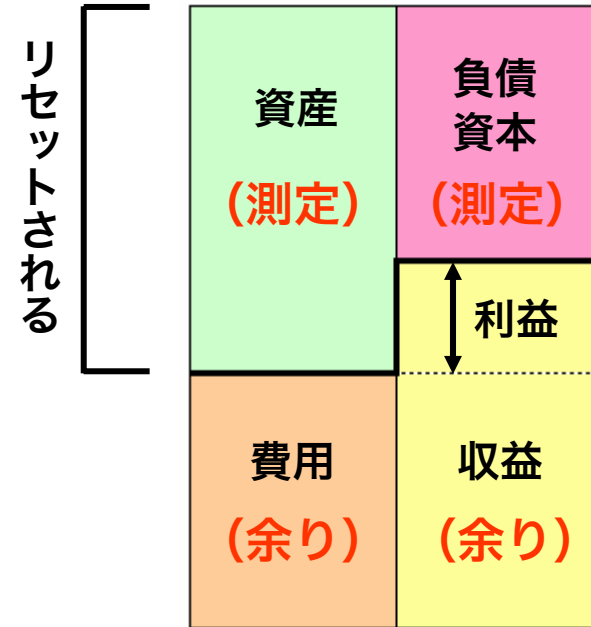 リセットされる
資産
（測定）
負債
資本
（測定）
利益
費用
（余り）
収益
（余り）